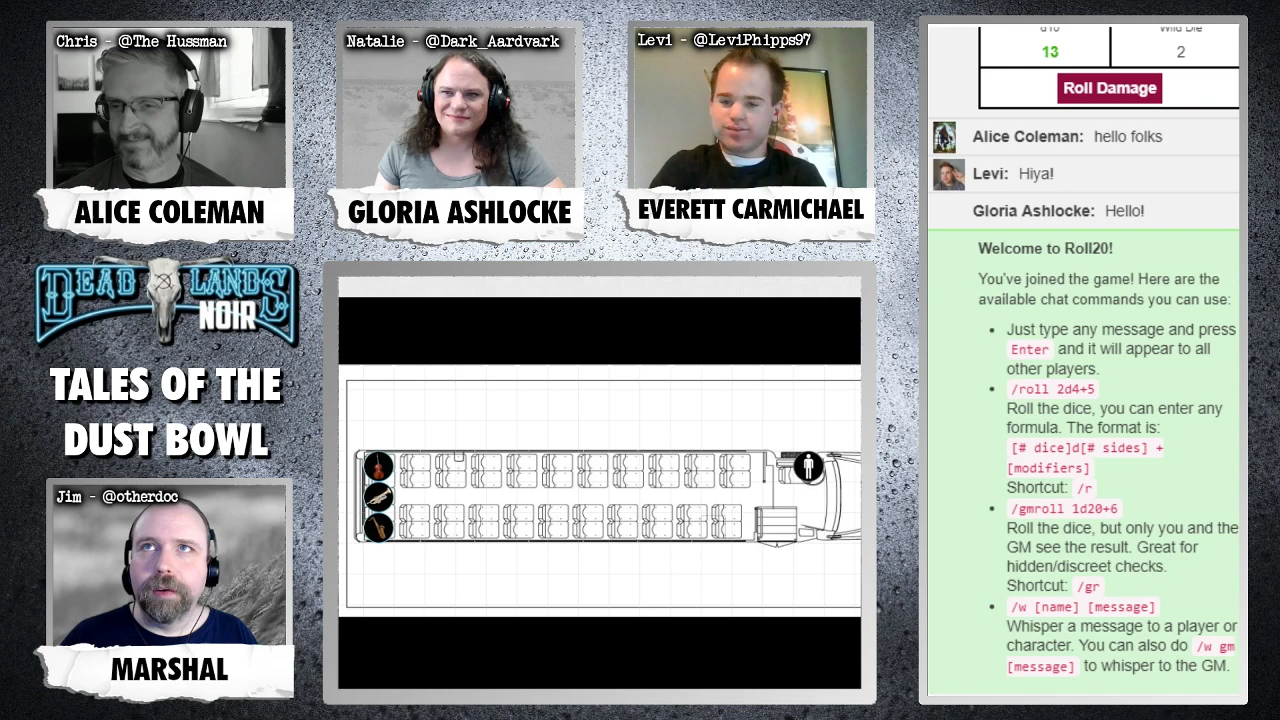 Chris - @The Hussman
ALICE COLEMAN
Natalie - @Dark_Aardvark
GLORIA ASHLOCKE
Levi - @LeviPhipps97
EVERETT CARMICHAEL
DEADLANDS
NOIR
TALES OF THE
DUST BOWL
Jim - @otherdoc
MARSHAL
d10 Wild Die
13 2
Roll Damage
Alice Coleman: hello folks
Levi: Hiya!
Gloria Ashlocke: Hello!
Welcome to Roll20!
You've joined the game! Here are the
available chat commands you can use:
• Just type any message and press
Enter and it will appear to all
other players.
• /roll 2d4+5
Roll the dice, you can enter any
formula. The format is:
[# dice]d[# sides] +
[modifiers]
Shortcut: /r
• /gmroll 1d20+6
Roll the dice, but only you and the
GM see the result. Great for
hidden/discreet checks.
Shortcut: /gr
• /w [name] [message]
Whisper a message to a player or
character. You can also do /w gm
[message] to whisper to the GM.